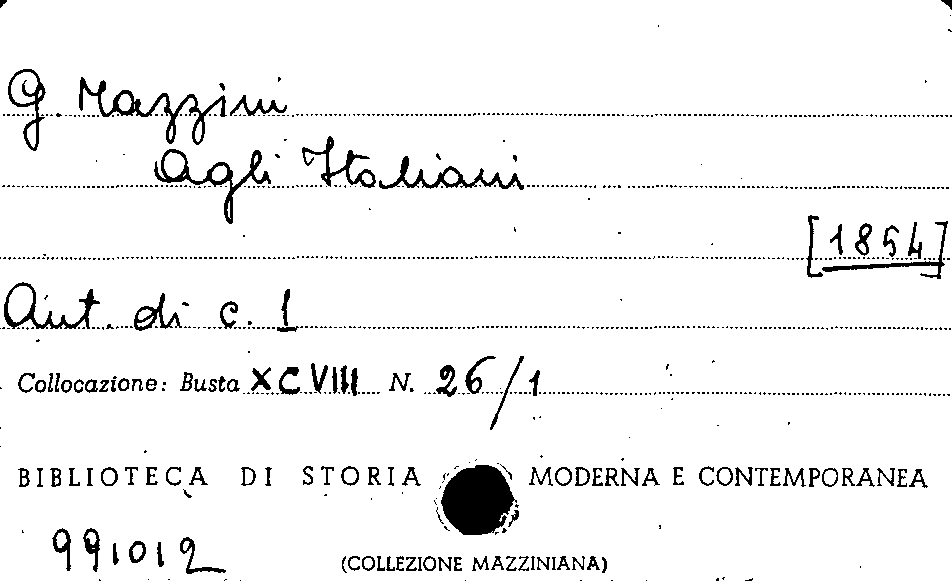 G. Mazzini
Agli Italiani
[1854]
Aut. di c. 1
Collocazione: Busta XCVIII N. 26/1
BIBLIOTECA DI STORIA MODERNA E CONTEMPORANEA
991012
(COLLEZIONE MAZZINIANA)